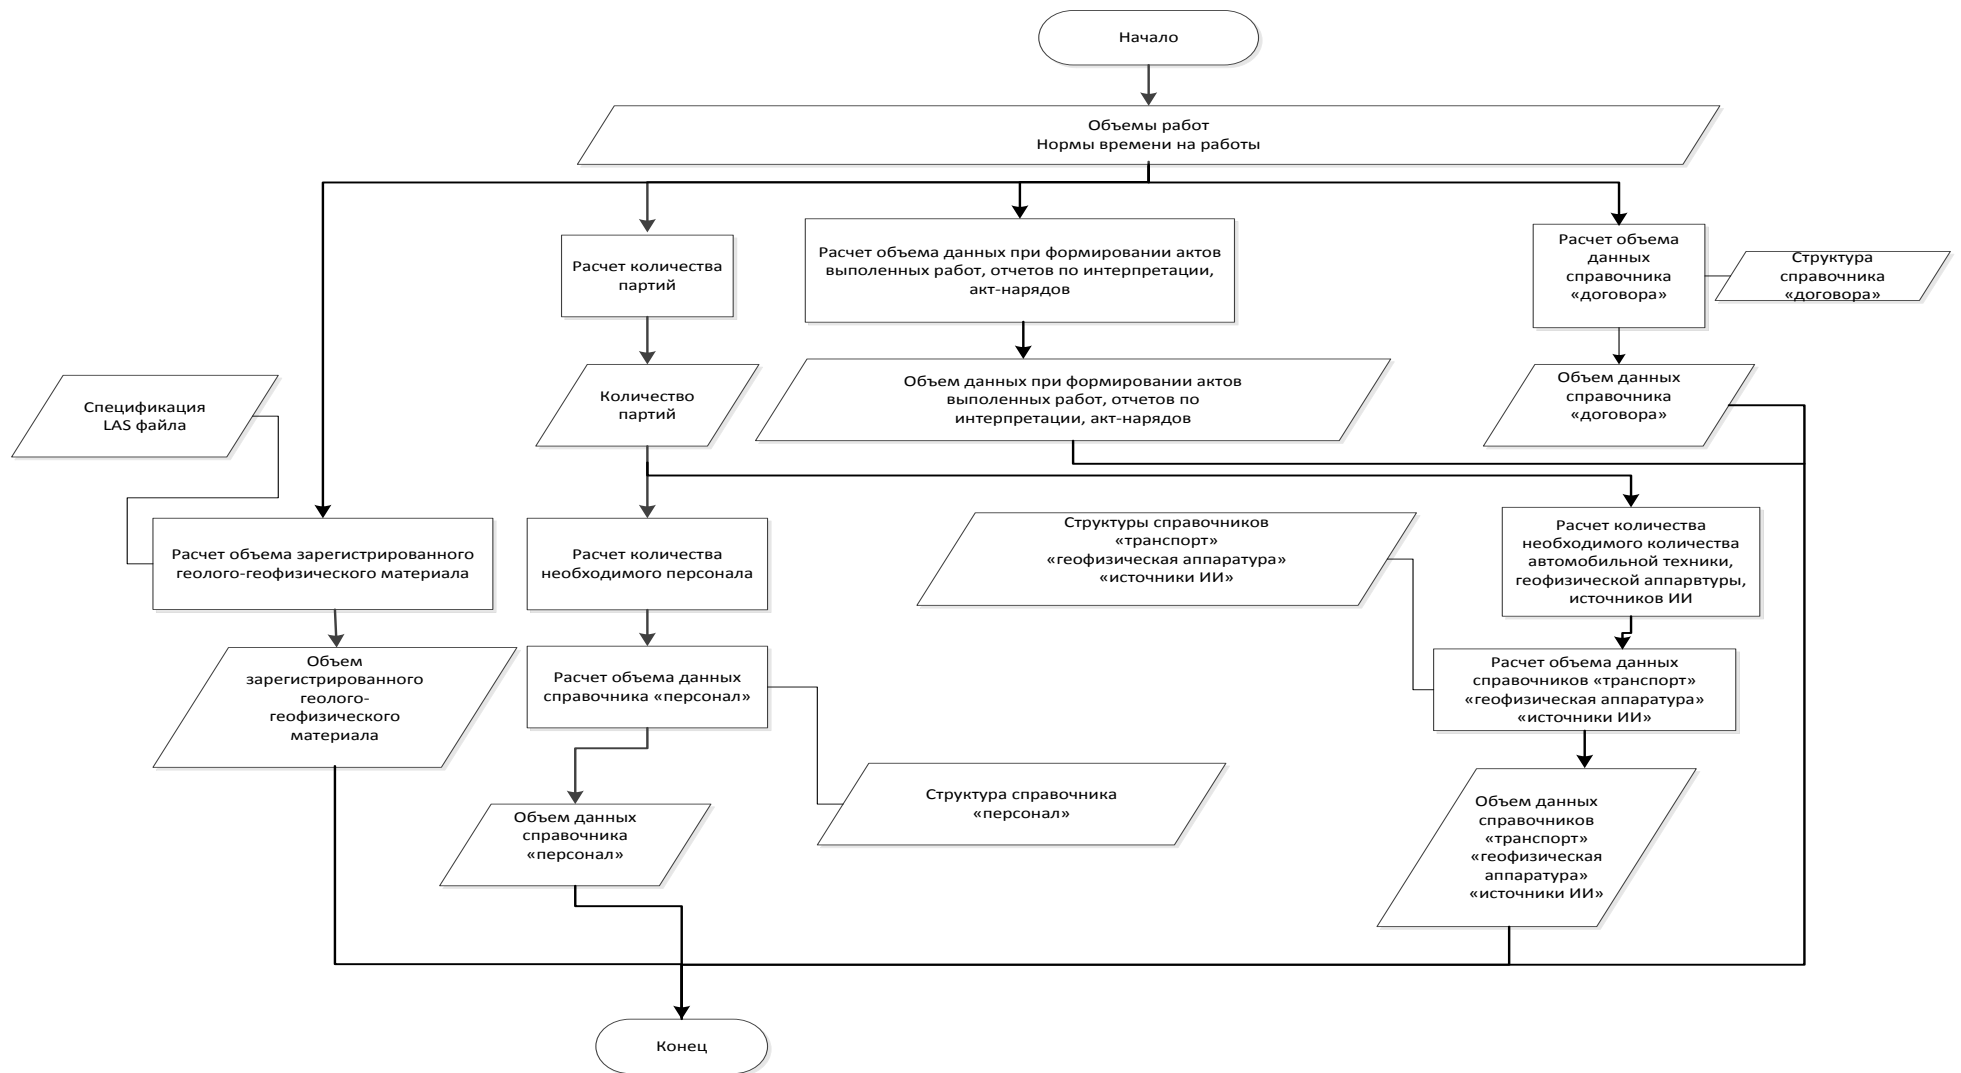 Начало
Объемы работ
Нормы времени на работы
Расчет количества
партий
Расчет объема данных при формировании актов
выполенных работ, отчетов по интерпретации,
акт-нарядов
Расчет объема
данных
справочника
«договора»
Структура
справочника
«договора»
Спецификация
LAS файла
Количество
партий
Объем данных при формировании актов
выполенных работ, отчетов по
интерпретации, акт-нарядов
Объем данных
справочника
«договора»
Расчет объема зарегистрированного
геолого-геофизического материала
Расчет количества
необходимого персонала
Структуры справочников
«транспорт»
«геофизическая аппаратура»
«источники ИИ»
Расчет количества
необходимого количества
автомобильной техники,
геофизической аппарвтуры,
источников ИИ
Объем
зарегистрированного
геолого-
геофизического
материала
Расчет объема данных
справочника «персонал»
Расчет объема данных
справочников «транспорт»
«геофизическая аппаратура»
«источники ИИ»
Объем данных
справочника
«персонал»
Структура справочника
«персонал»
Объем данных
справочников
«транспорт»
«геофизическая
аппаратура»
«источники ИИ»
Конец